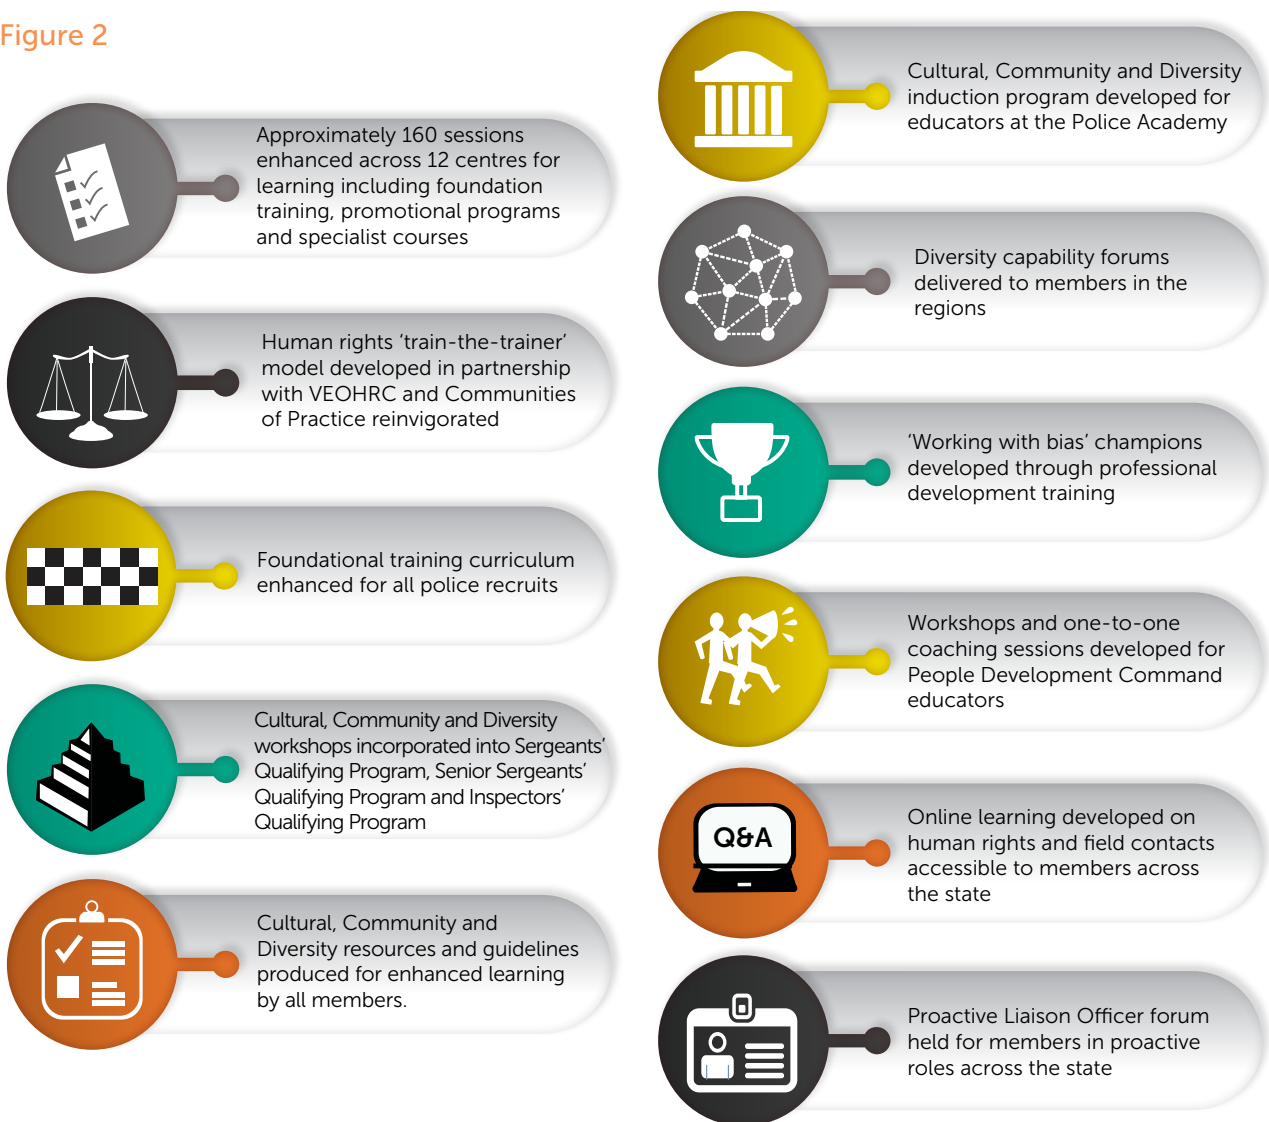 Figure 2
Approximately 160 sessions
enhanced across 12 centres for
learning including foundation
training, promotional programs
and specialist courses
Human rights ‘train-the-trainer’
model developed in partnership
with VEOHRC and Communities
of Practice reinvigorated
Foundational training curriculum
enhanced for all police recruits
Cultural, Community and Diversity
workshops incorporated into Sergeants’
Qualifying Program, Senior Sergeants’
Qualifying Program and Inspectors’
Qualifying Program
Cultural, Community and
Diversity resources and guidelines
produced for enhanced learning
by all members.
Cultural, Community and Diversity
induction program developed for
educators at the Police Academy
Diversity capability forums
delivered to members in the
regions
‘Working with bias’ champions
developed through professional
development training
Workshops and one-to-one
coaching sessions developed for
People Development Command
educators
Q&A
Online learning developed on
human rights and field contacts
accessible to members across
the state
Proactive Liaison Officer forum
held for members in proactive
roles across the state